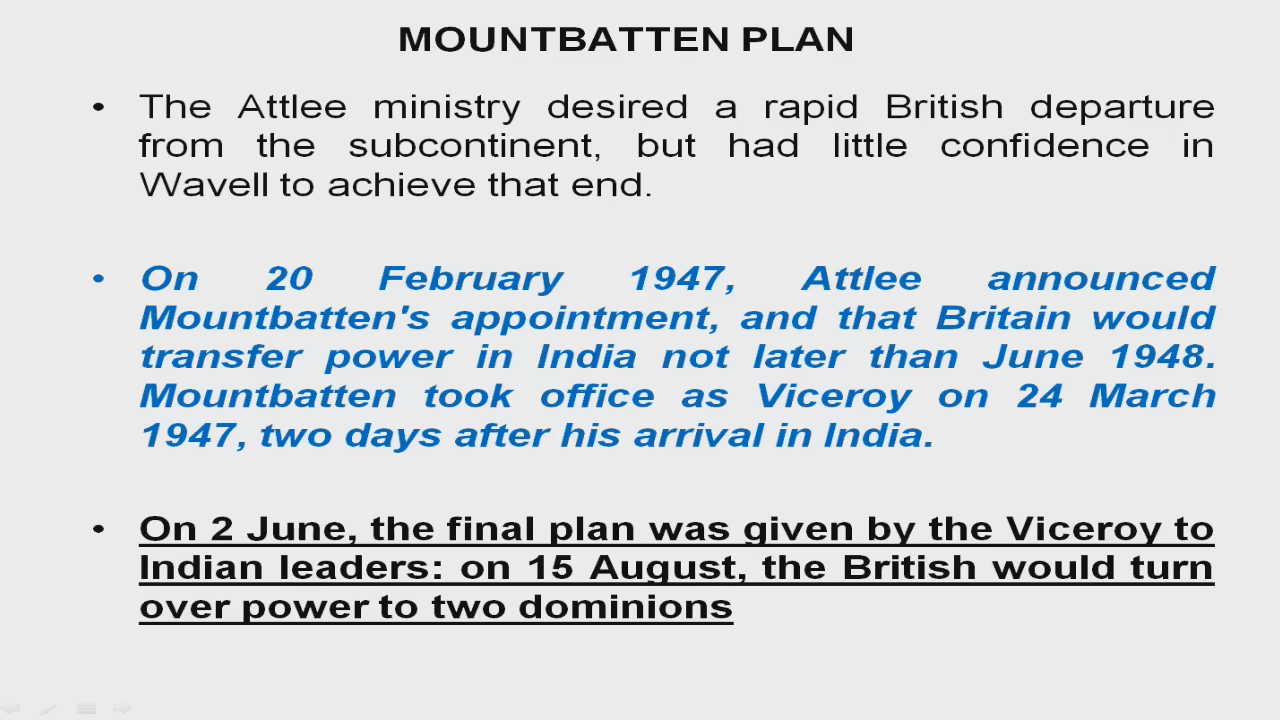 MOUNTBATTEN PLAN
• The Attlee ministry desired a rapid British departure
from the subcontinent, but had little confidence in
Wavell to achieve that end.
• On 20 February 1947, Attlee announced
Mountbatten's appointment, and that Britain would
transfer power in India not later than June 1948.
Mountbatten took office as Viceroy on 24 March
1947, two days after his arrival in India.
• On 2 June, the final plan was given by the Viceroy to
Indian leaders: on 15 August, the British would turn
over power to two dominions